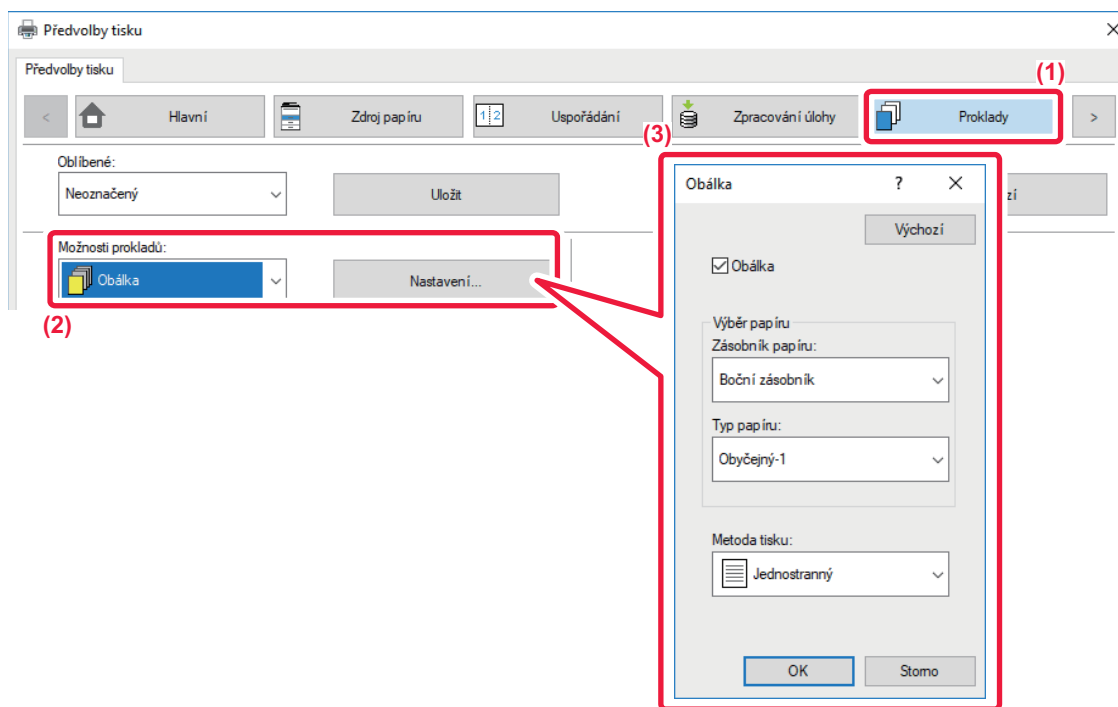 Předvolby tisku
Předvolby tisku
(1)
< Hlavní Zdroj papíru 1 2 Uspořádání Zpracování úlohy Proklady >
(3)
Oblíbené:
Neoznačený Uložit zí
Možnosti prokladů:
Obálka Nastavení...
(2)
Obálka ?
Výchozí
Obálka
Výběr papíru
Zásobník papíru:
Boční zásobník
Typ papíru:
Obyčejný-1
Metoda tisku:
Jednostranný
OK Storno